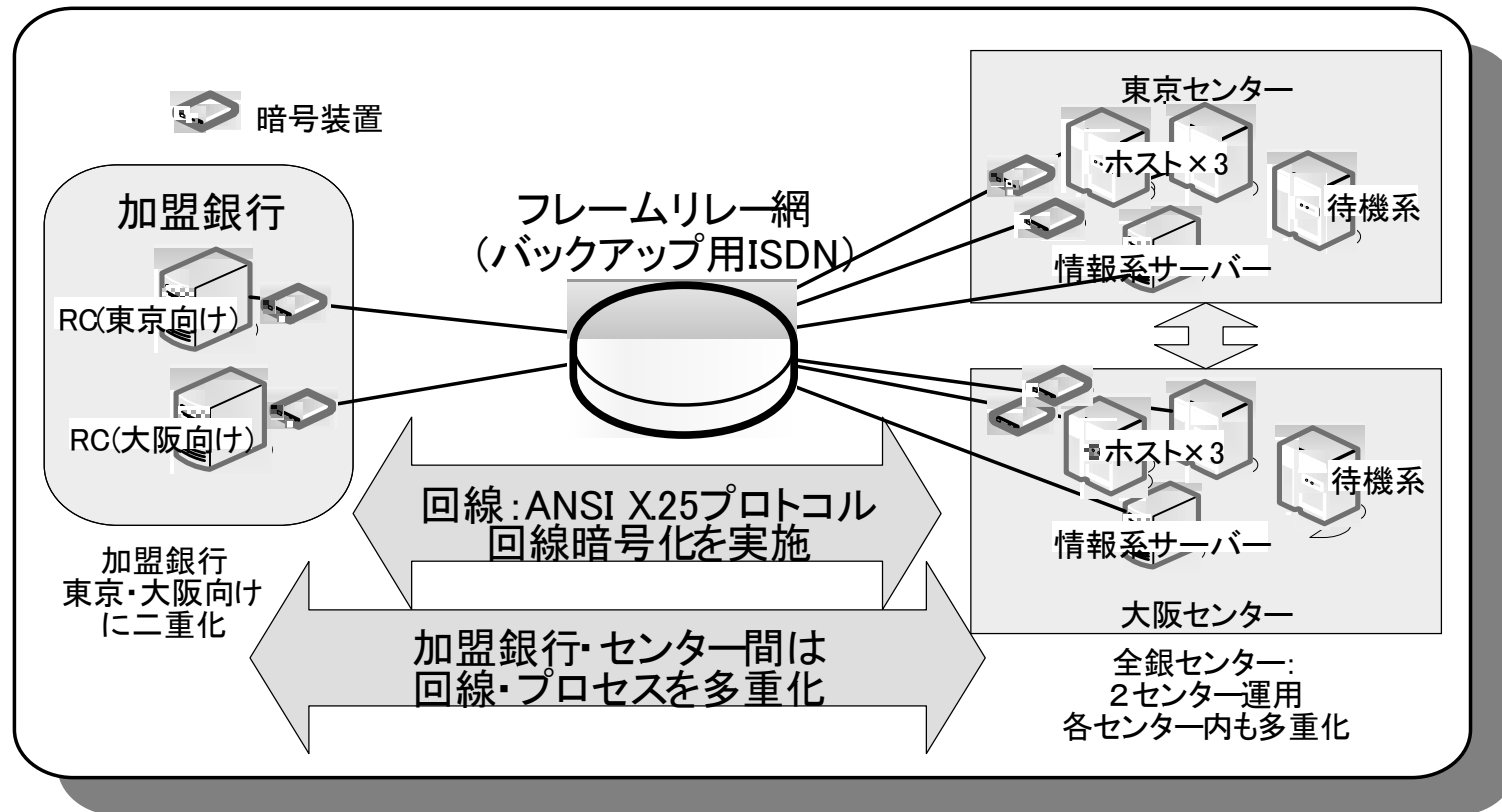 暗号装置
加盟銀行
RC(東京向け)
RC(大阪向け)
加盟銀行
東京・大阪向け
に二重化
フレームリレー網
(バックアップ用ISDN)
回線:ANSI X.25プロトコル
回線暗号化を実施
加盟銀行・センター間は
回線・プロセスを多重化
東京センター
ホスト×3
待機系
情報系サーバー
ホスト×3
待機系
情報系サーバー
大阪センター
全銀センター:
2センター運用
各センター内も多重化